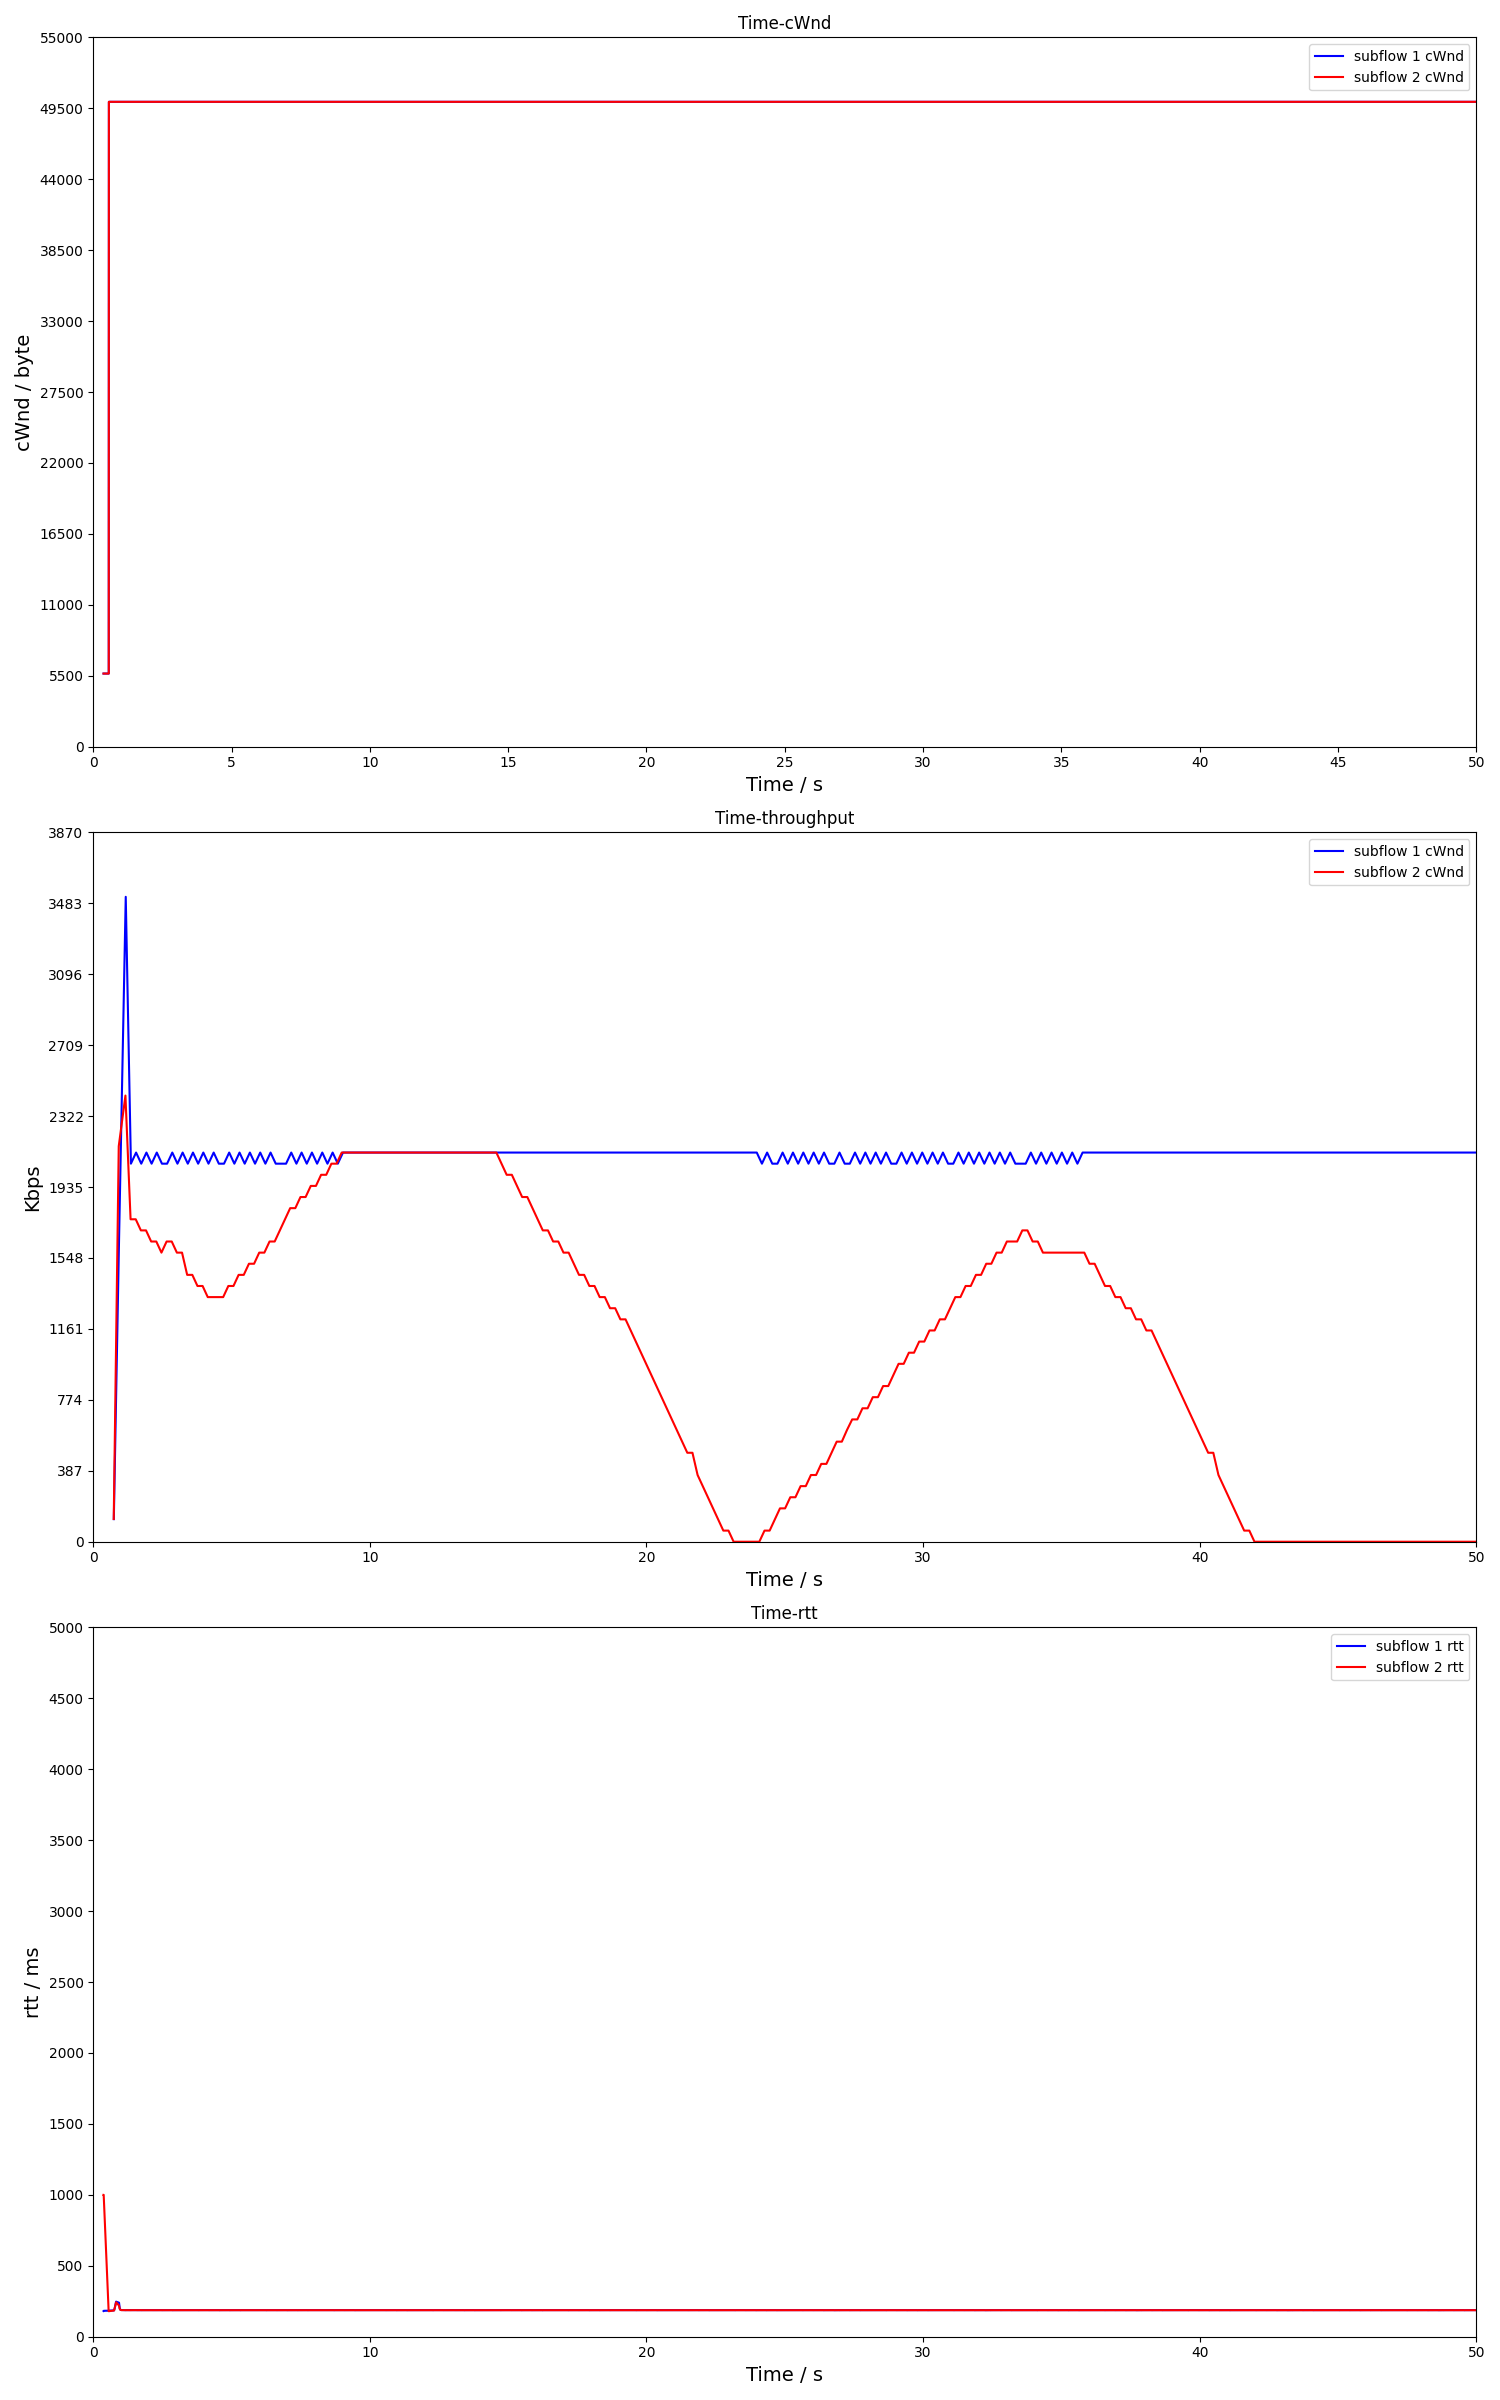 Time-cWnd
55000
49500
44000
38500
33000
27500
22000
16500
11000
5500
0
cWnd / byte
subflow 1 cWnd
subflow 2 cWnd
0 5 10 15 20 25 30 35 40 45 50
Time / s
Time-throughput
3870
3483
3096
2709
2322
1935
1548
1161
774
387
0
Kbps
subflow 1 cWnd
subflow 2 cWnd
0 10 20 30 40 50
Time / s
Time-rtt
5000
4500
4000
3500
3000
2500
2000
1500
1000
500
0
rtt / ms
subflow 1 rtt
subflow 2 rtt
0 10 20 30 40 50
Time / s